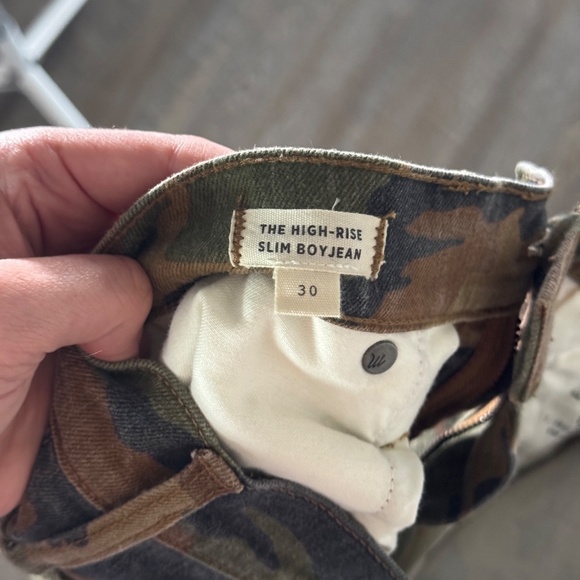 THE HIGH-RISE
SLIM BOYJEAN
30